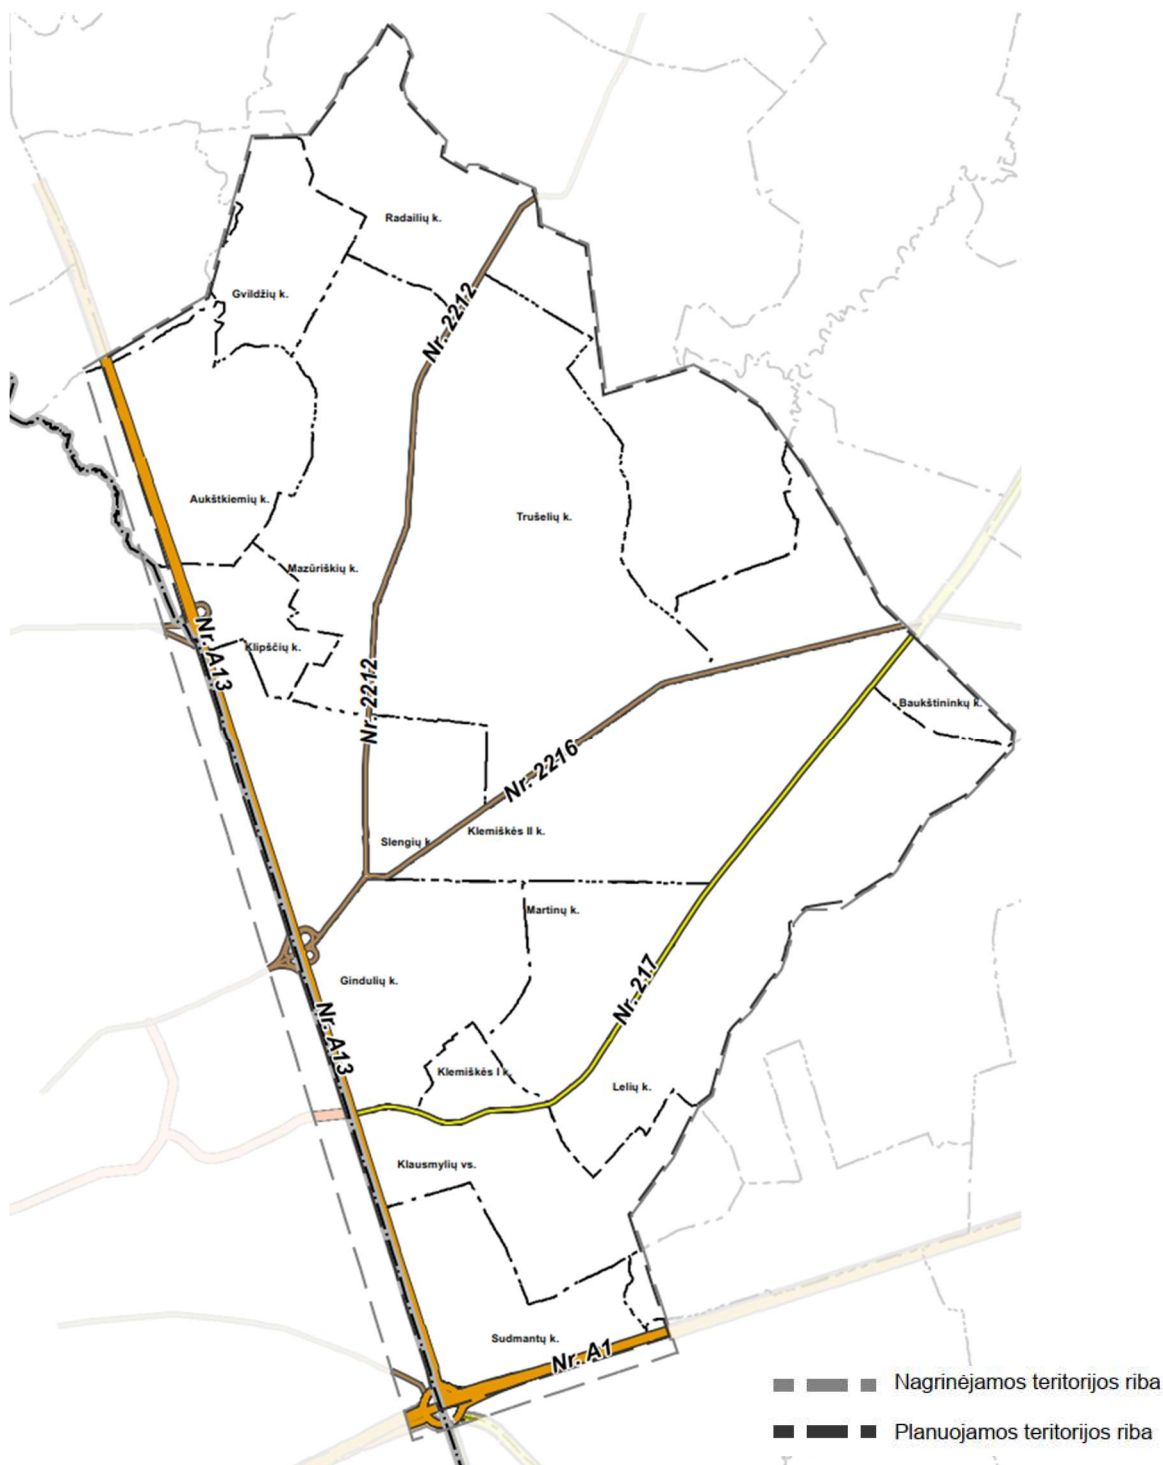 Radailių k.
Gvildžių k.
Nr. 2212
Aukštkiemių k.
Trušelių k.
Mazūriškių k.
Nr. A13
Klipščių k.
Nr. 2212
Baukštininkų k.
Nr. 2216
Slengių k.
Klemiškės II k.
Martinų k.
Nr. 217
Gindulių k.
Nr. A13
Klemiškės I k.
Lelių k.
Klausmylių vs.
Sudmantų k.
Nr. A1
Nagrinėjamos teritorijos riba
Planuojamos teritorijos riba